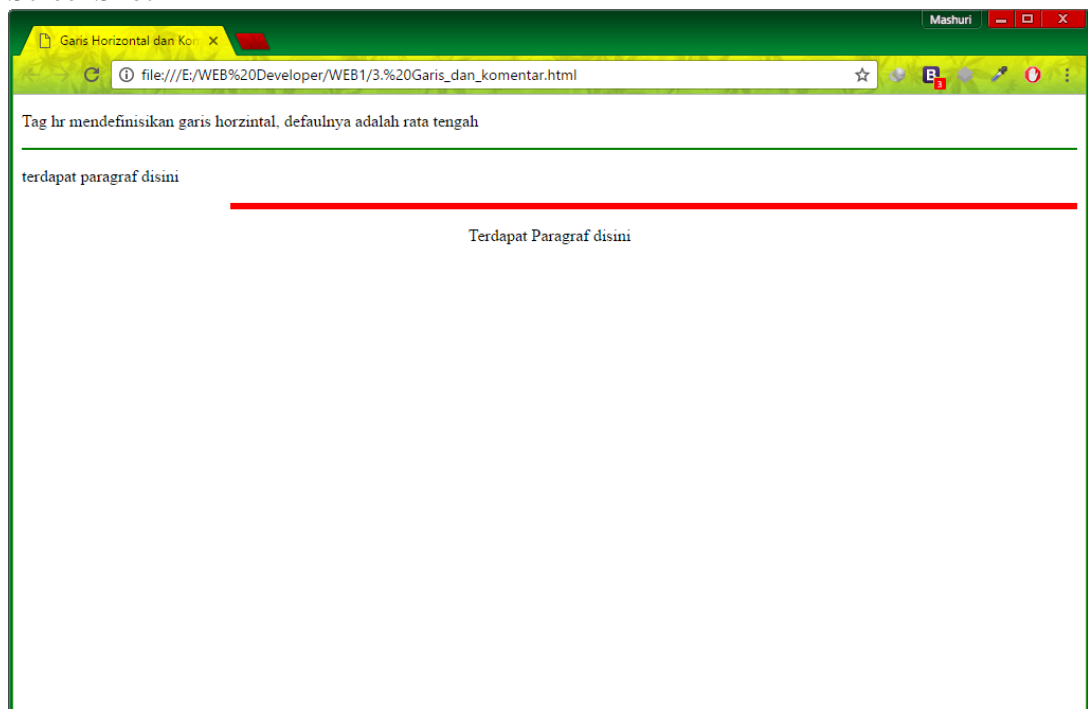 Mashuri
Garis Horizontal dan Kom
file:///E:/WEB%20Developer/WEB1/3.%20Garis_dan_komentar.html
Tag hr mendefinisikan garis horzintal, defaulnya adalah rata tengah
terdapat paragraf disini
Terdapat Paragraf disini